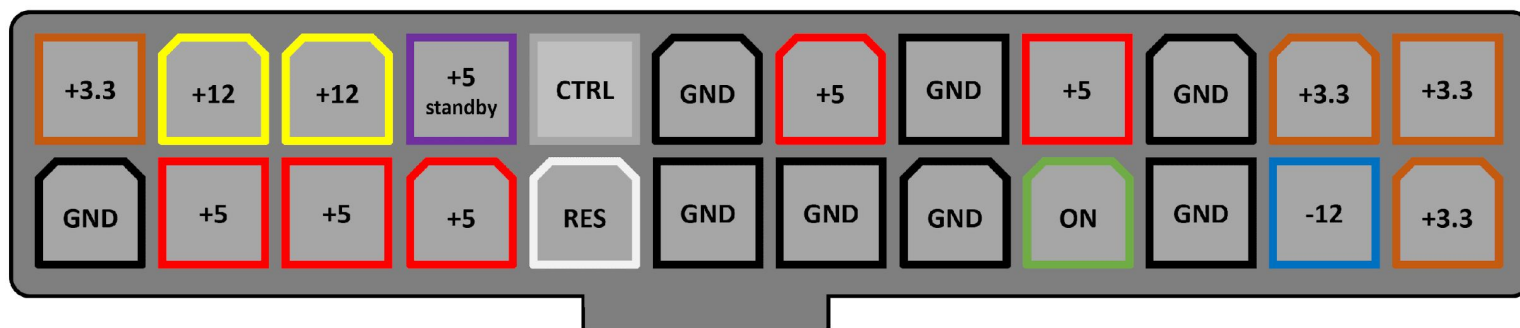 +3.3 +12 +12 +5 standby CTRL GND +5 GND +5 GND +3.3 +3.3
GND +5 +5 +5 RES GND GND GND ON GND -12 +3.3